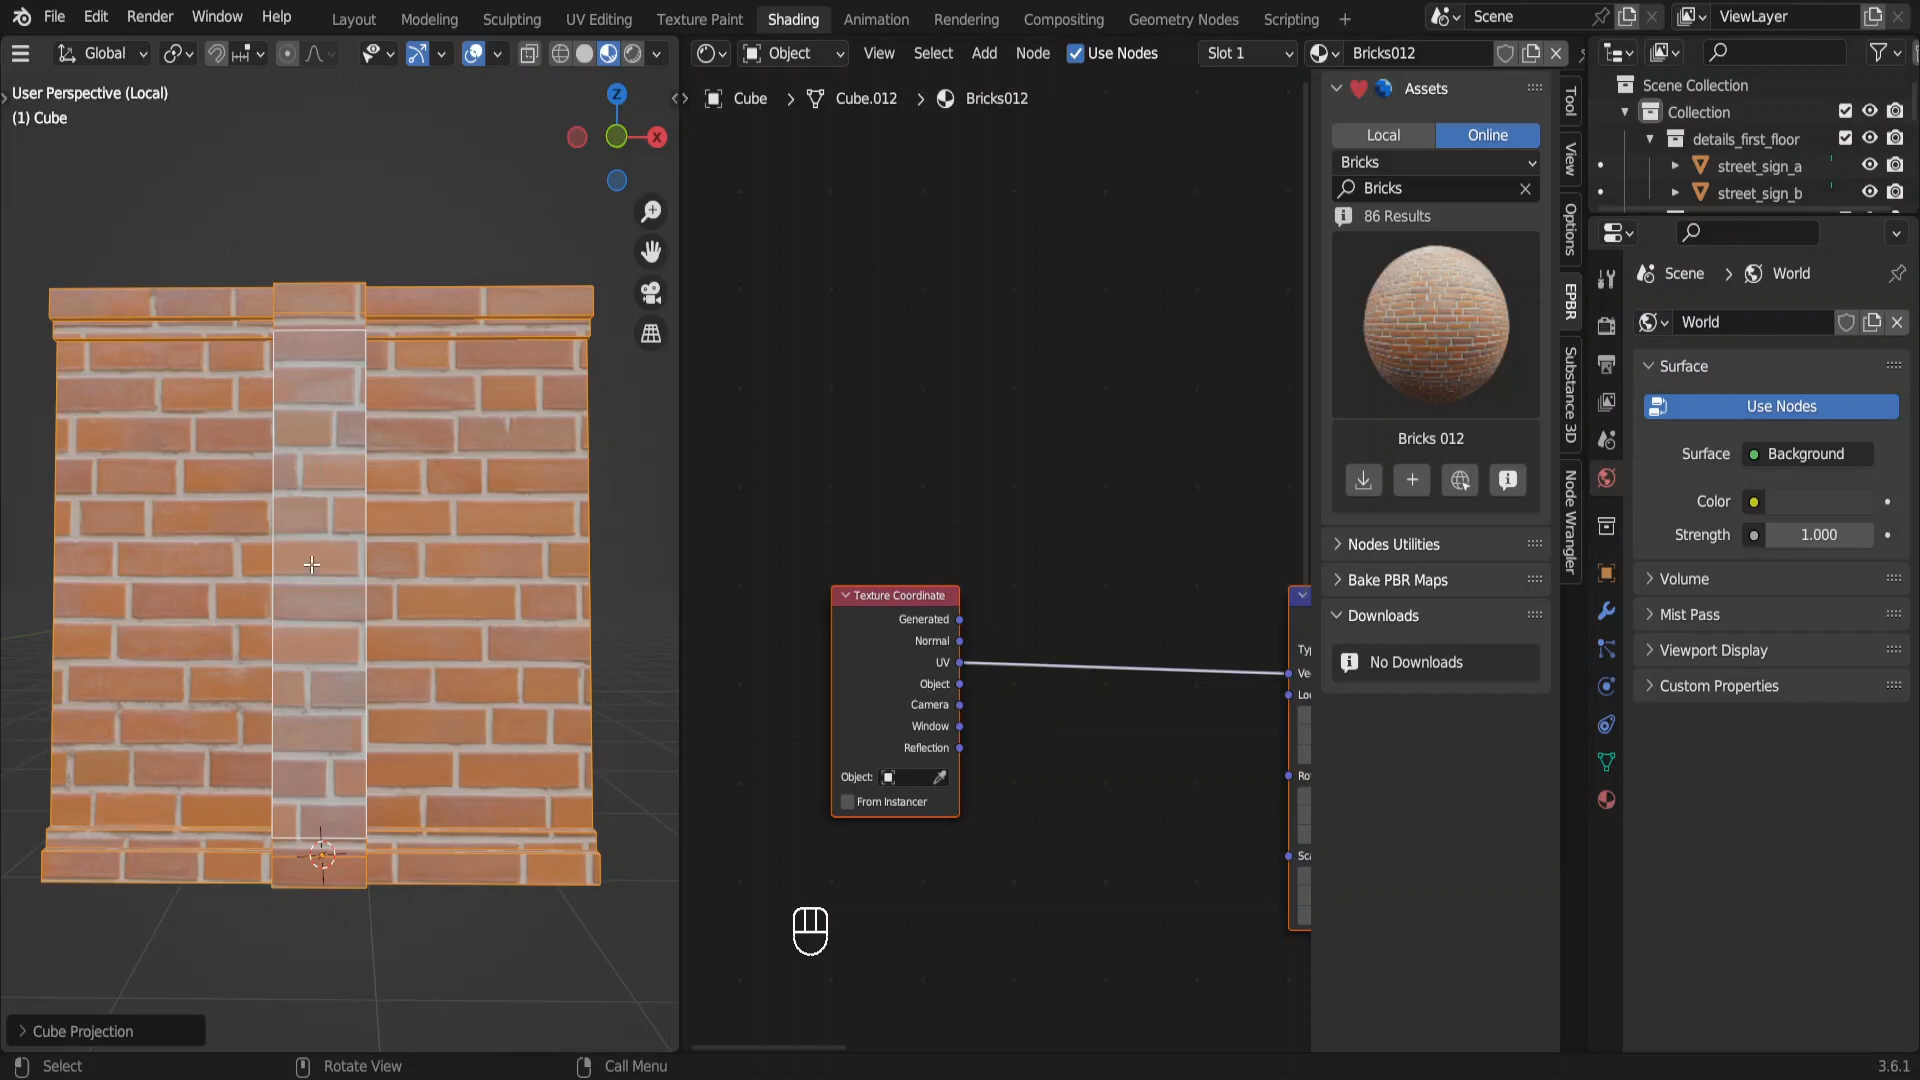 File Edit Render Window Help
Layout Modeling Sculpting UV Editing Texture Paint Shading Animation Rendering Compositing Geometry Nodes Scripting +
Scene
ViewLayer
Global
Object View Select Add Node Use Nodes
Slot 1
Bricks012
User Perspective (Local)
(1) Cube
Z
X
Cube > Cube.012 > Bricks012
Texture Coordinate
Generated
Normal
UV
Object
Camera
Window
Reflection
Object:
From Instancer
Cube Projection
Assets
Local Online
Bricks
Bricks
86 Results
Bricks 012
Nodes Utilities
Bake PBR Maps
Downloads
No Downloads
Tool
View
Options
EPBR
Substance 3D
Node Wrangler
Scene Collection
Collection
details_first_floor
street_sign_a
street_sign_b
Scene > World
World
Surface
Use Nodes
Surface Background
Color
Strength 1.000
Volume
Mist Pass
Viewport Display
Custom Properties
Select Rotate View Call Menu
3.6.1